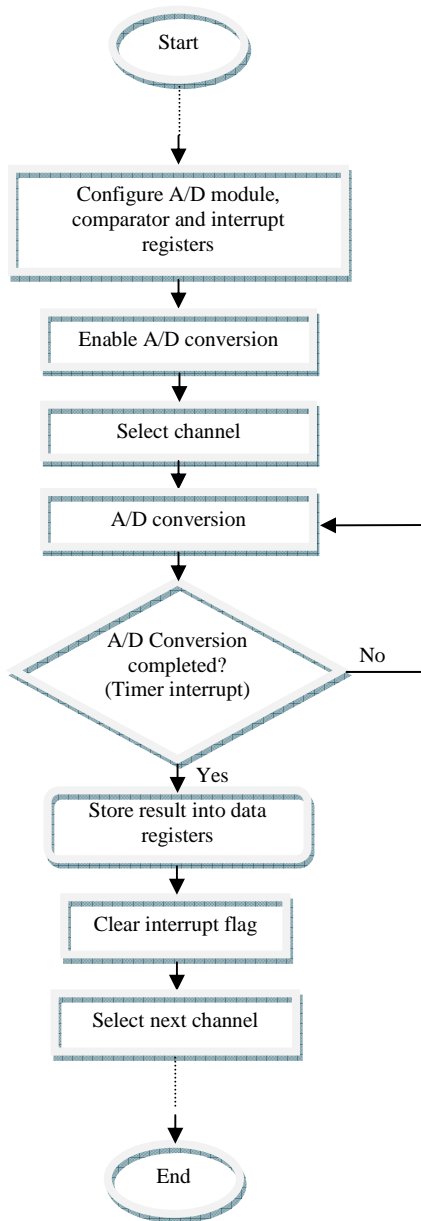 Start
Configure A/D module,
comparator and interrupt
registers
Enable A/D conversion
Select channel
A/D conversion
A/D Conversion
completed?
(Timer interrupt)
No
Yes
Store result into data
registers
Clear interrupt flag
Select next channel
End